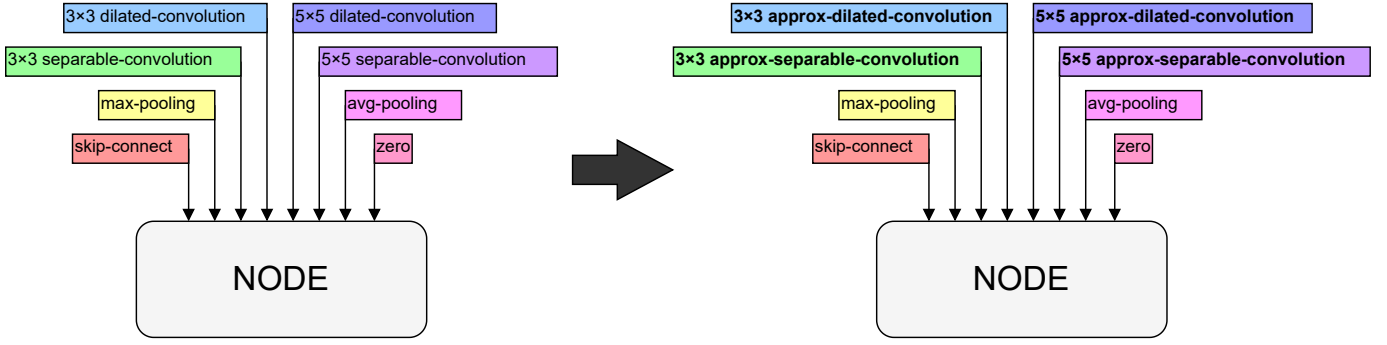 3×3 dilated-convolution
5×5 dilated-convolution
3×3 separable-convolution
5×5 separable-convolution
max-pooling
avg-pooling
skip-connect
zero
NODE
3×3 approx-dilated-convolution
5×5 approx-dilated-convolution
3×3 approx-separable-convolution
5×5 approx-separable-convolution
max-pooling
avg-pooling
skip-connect
zero
NODE